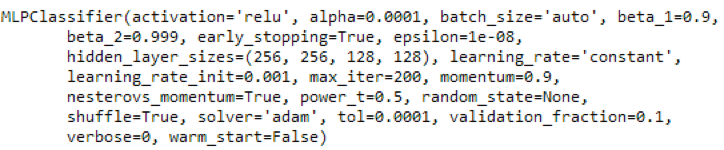 MLPClassifier(activation='relu', alpha=0.0001, batch_size='auto', beta_1=0.9,
beta_2=0.999, early_stopping=True, epsilon=1e-08,
hidden_layer_sizes=(256, 256, 128, 128), learning_rate='constant',
learning_rate_init=0.001, max_iter=200, momentum=0.9,
nesterovs_momentum=True, power_t=0.5, random_state=None,
shuffle=True, solver='adam', tol=0.0001, validation_fraction=0.1,
verbose=0, warm_start=False)